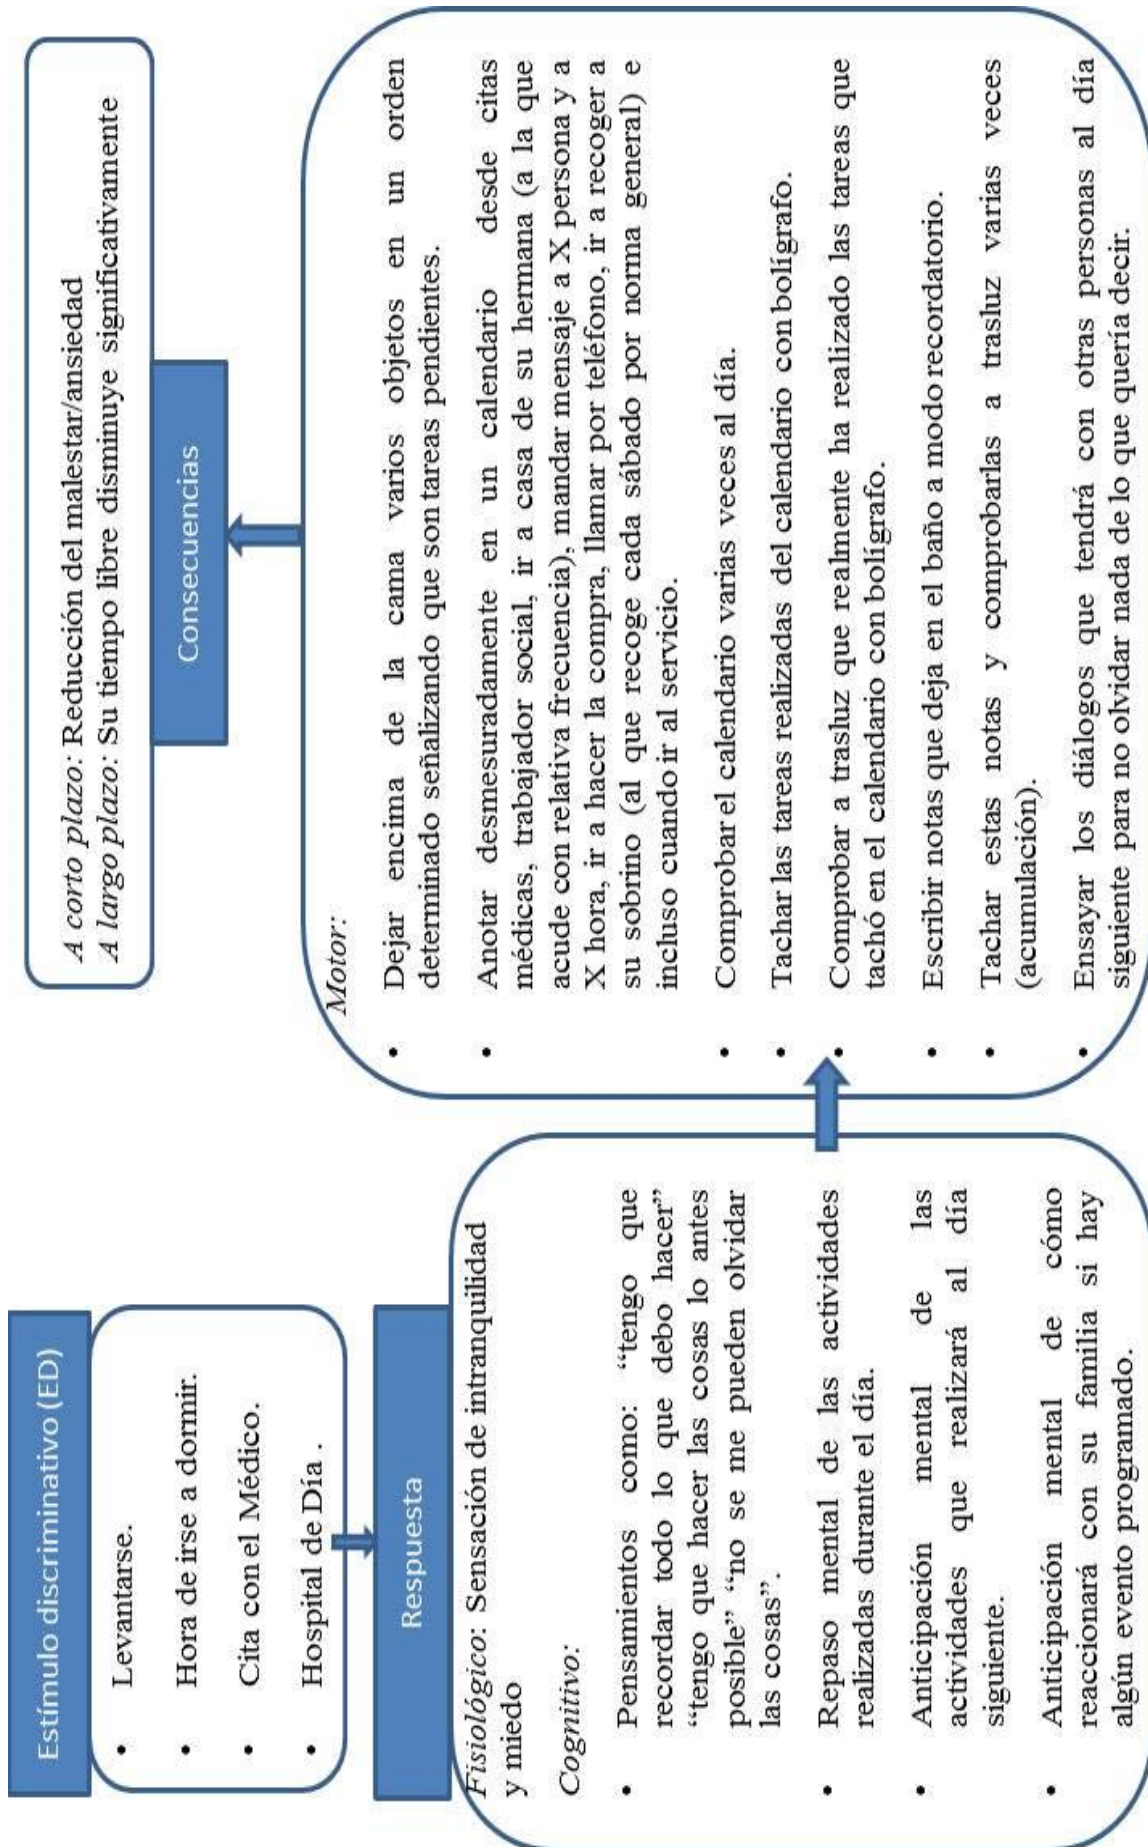 Estímulo discriminativo (ED)
• Levantarse.
• Hora de irse a dormir.
• Cita con el Médico.
• Hospital de Día .
Respuesta
Fisiológico: Sensación de intranquilidad
y miedo
Cognitivo:
• Pensamientos como: “tengo que
recordar todo lo que debo hacer”
“tengo que hacer las cosas lo antes
posible” “no se me pueden olvidar
las cosas”.
• Repaso mental de las actividades
realizadas durante el día.
• Anticipación mental de las
actividades que realizará al día
siguiente.
• Anticipación mental de cómo
reaccionará con su familia si hay
algún evento programado.
Motor:
• Dejar encima de la cama varios objetos en un orden
determinado señalizando que son tareas pendientes.
• Anotar desmesuradamente en un calendario desde citas
médicas, trabajador social, ir a casa de su hermana (a la que
acude con relativa frecuencia), mandar mensaje a X persona y a
X hora, ir a hacer la compra, llamar por teléfono, ir a recoger a
su sobrino (al que recoge cada sábado por norma general) e
incluso cuando ir al servicio.
• Comprobar el calendario varias veces al día.
• Tachar las tareas realizadas del calendario con bolígrafo.
• Comprobar a trasluz que realmente ha realizado las tareas que
tachó en el calendario con bolígrafo.
• Escribir notas que deja en el baño a modo recordatorio.
• Tachar estas notas y comprobarlas a trasluz varias veces
(acumulación).
• Ensayar los diálogos que tendrá con otras personas al día
siguiente para no olvidar nada de lo que quería decir.
Consecuencias
A corto plazo: Reducción del malestar/ansiedad
A largo plazo: Su tiempo libre disminuye significativamente